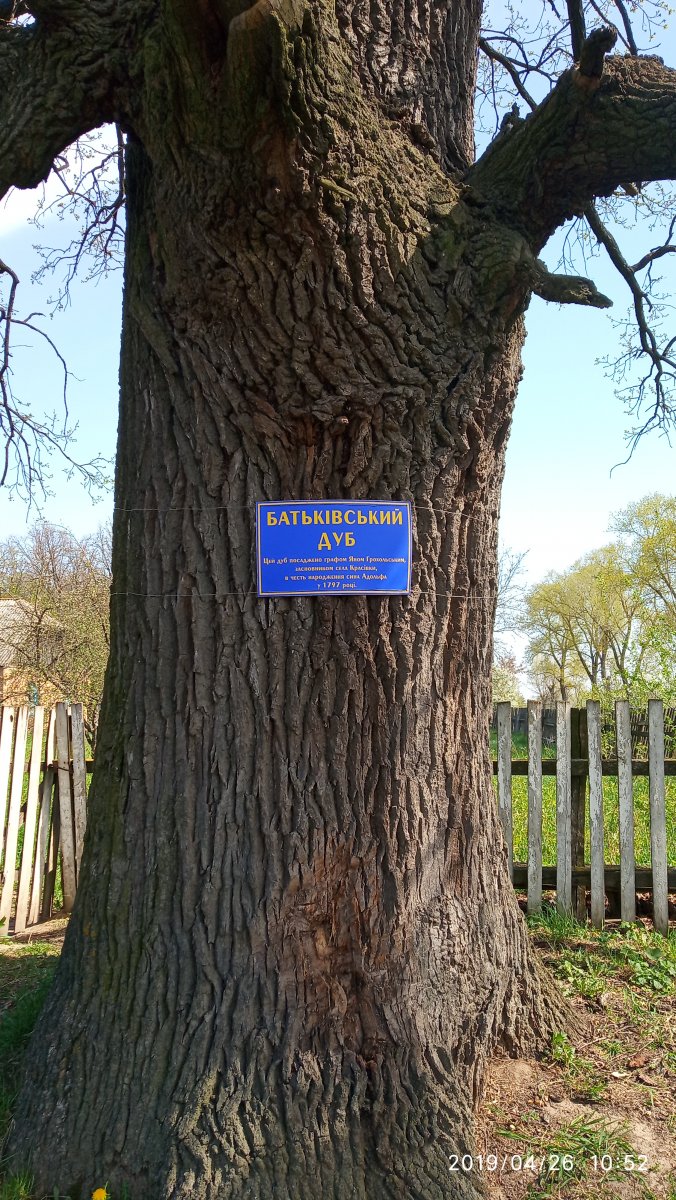 БАТЬКІВСЬКИЙ
ДУБ
Цей дуб посаджено графом Яном Грохольським,
засновником села Красівки,
в честь народження сина Адольфа
у 1797 році.
2019/04/26 10:52